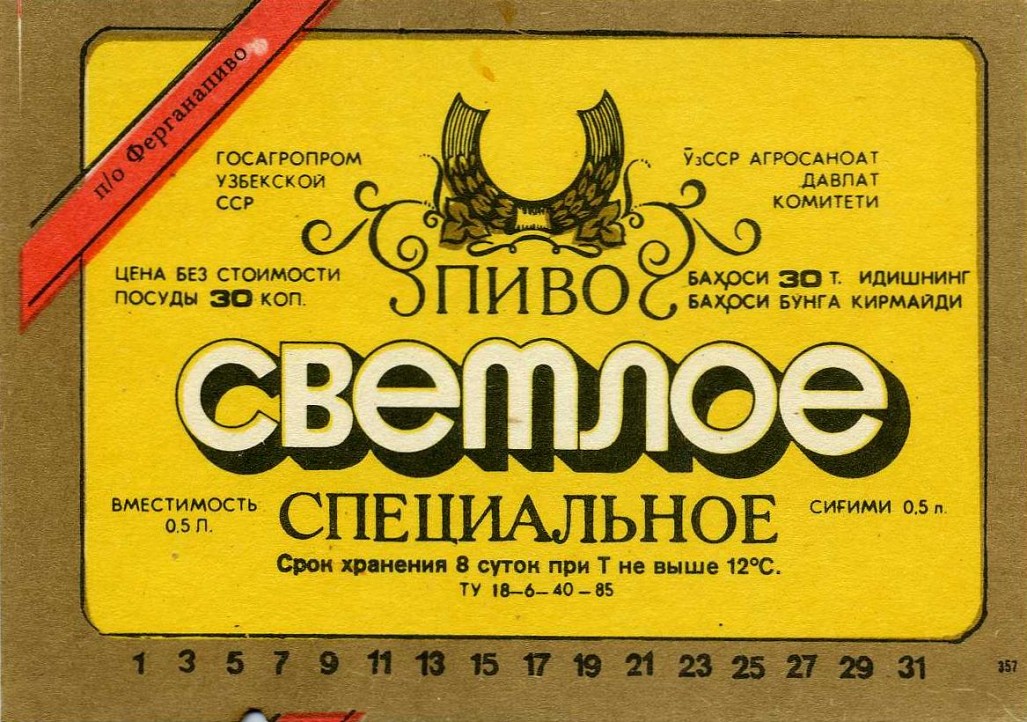 п/о Ферганапиво
ГОСАГРОПРОМ
УЗБЕКСКОЙ
ССР
ЎзССР АГРОСАНОАТ
ДАВЛАТ
КОМИТЕТИ
ЦЕНА БЕЗ СТОИМОСТИ
ПОСУДЫ 30 КОП.
ПИВО
БАҲОСИ 30 Т. ИДИШНИНГ
БАҲОСИ БУНГА КИРМАЙДИ
СВЕТЛОЕ
ВМЕСТИМОСТЬ
0.5 Л.
СПЕЦИАЛЬНОЕ
СИҒИМИ 0,5 л.
Срок хранения 8 суток при Т не выше 12°С.
ТУ 18–6–40–85
1 3 5 7 9 11 13 15 17 19 21 23 25 27 29 31
357